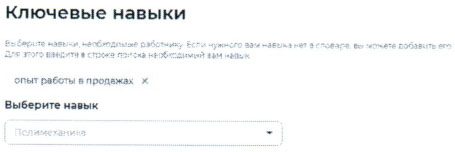 Ключевые навыки
Выберите навыки, необходимые работнику. Если нужного вам навыка нет в словаре, вы можете добавить его.
Для этого введите в строке поиска необходимый вам навык.
опыт работы в продажах ×
Выберите навык
Полимеханика